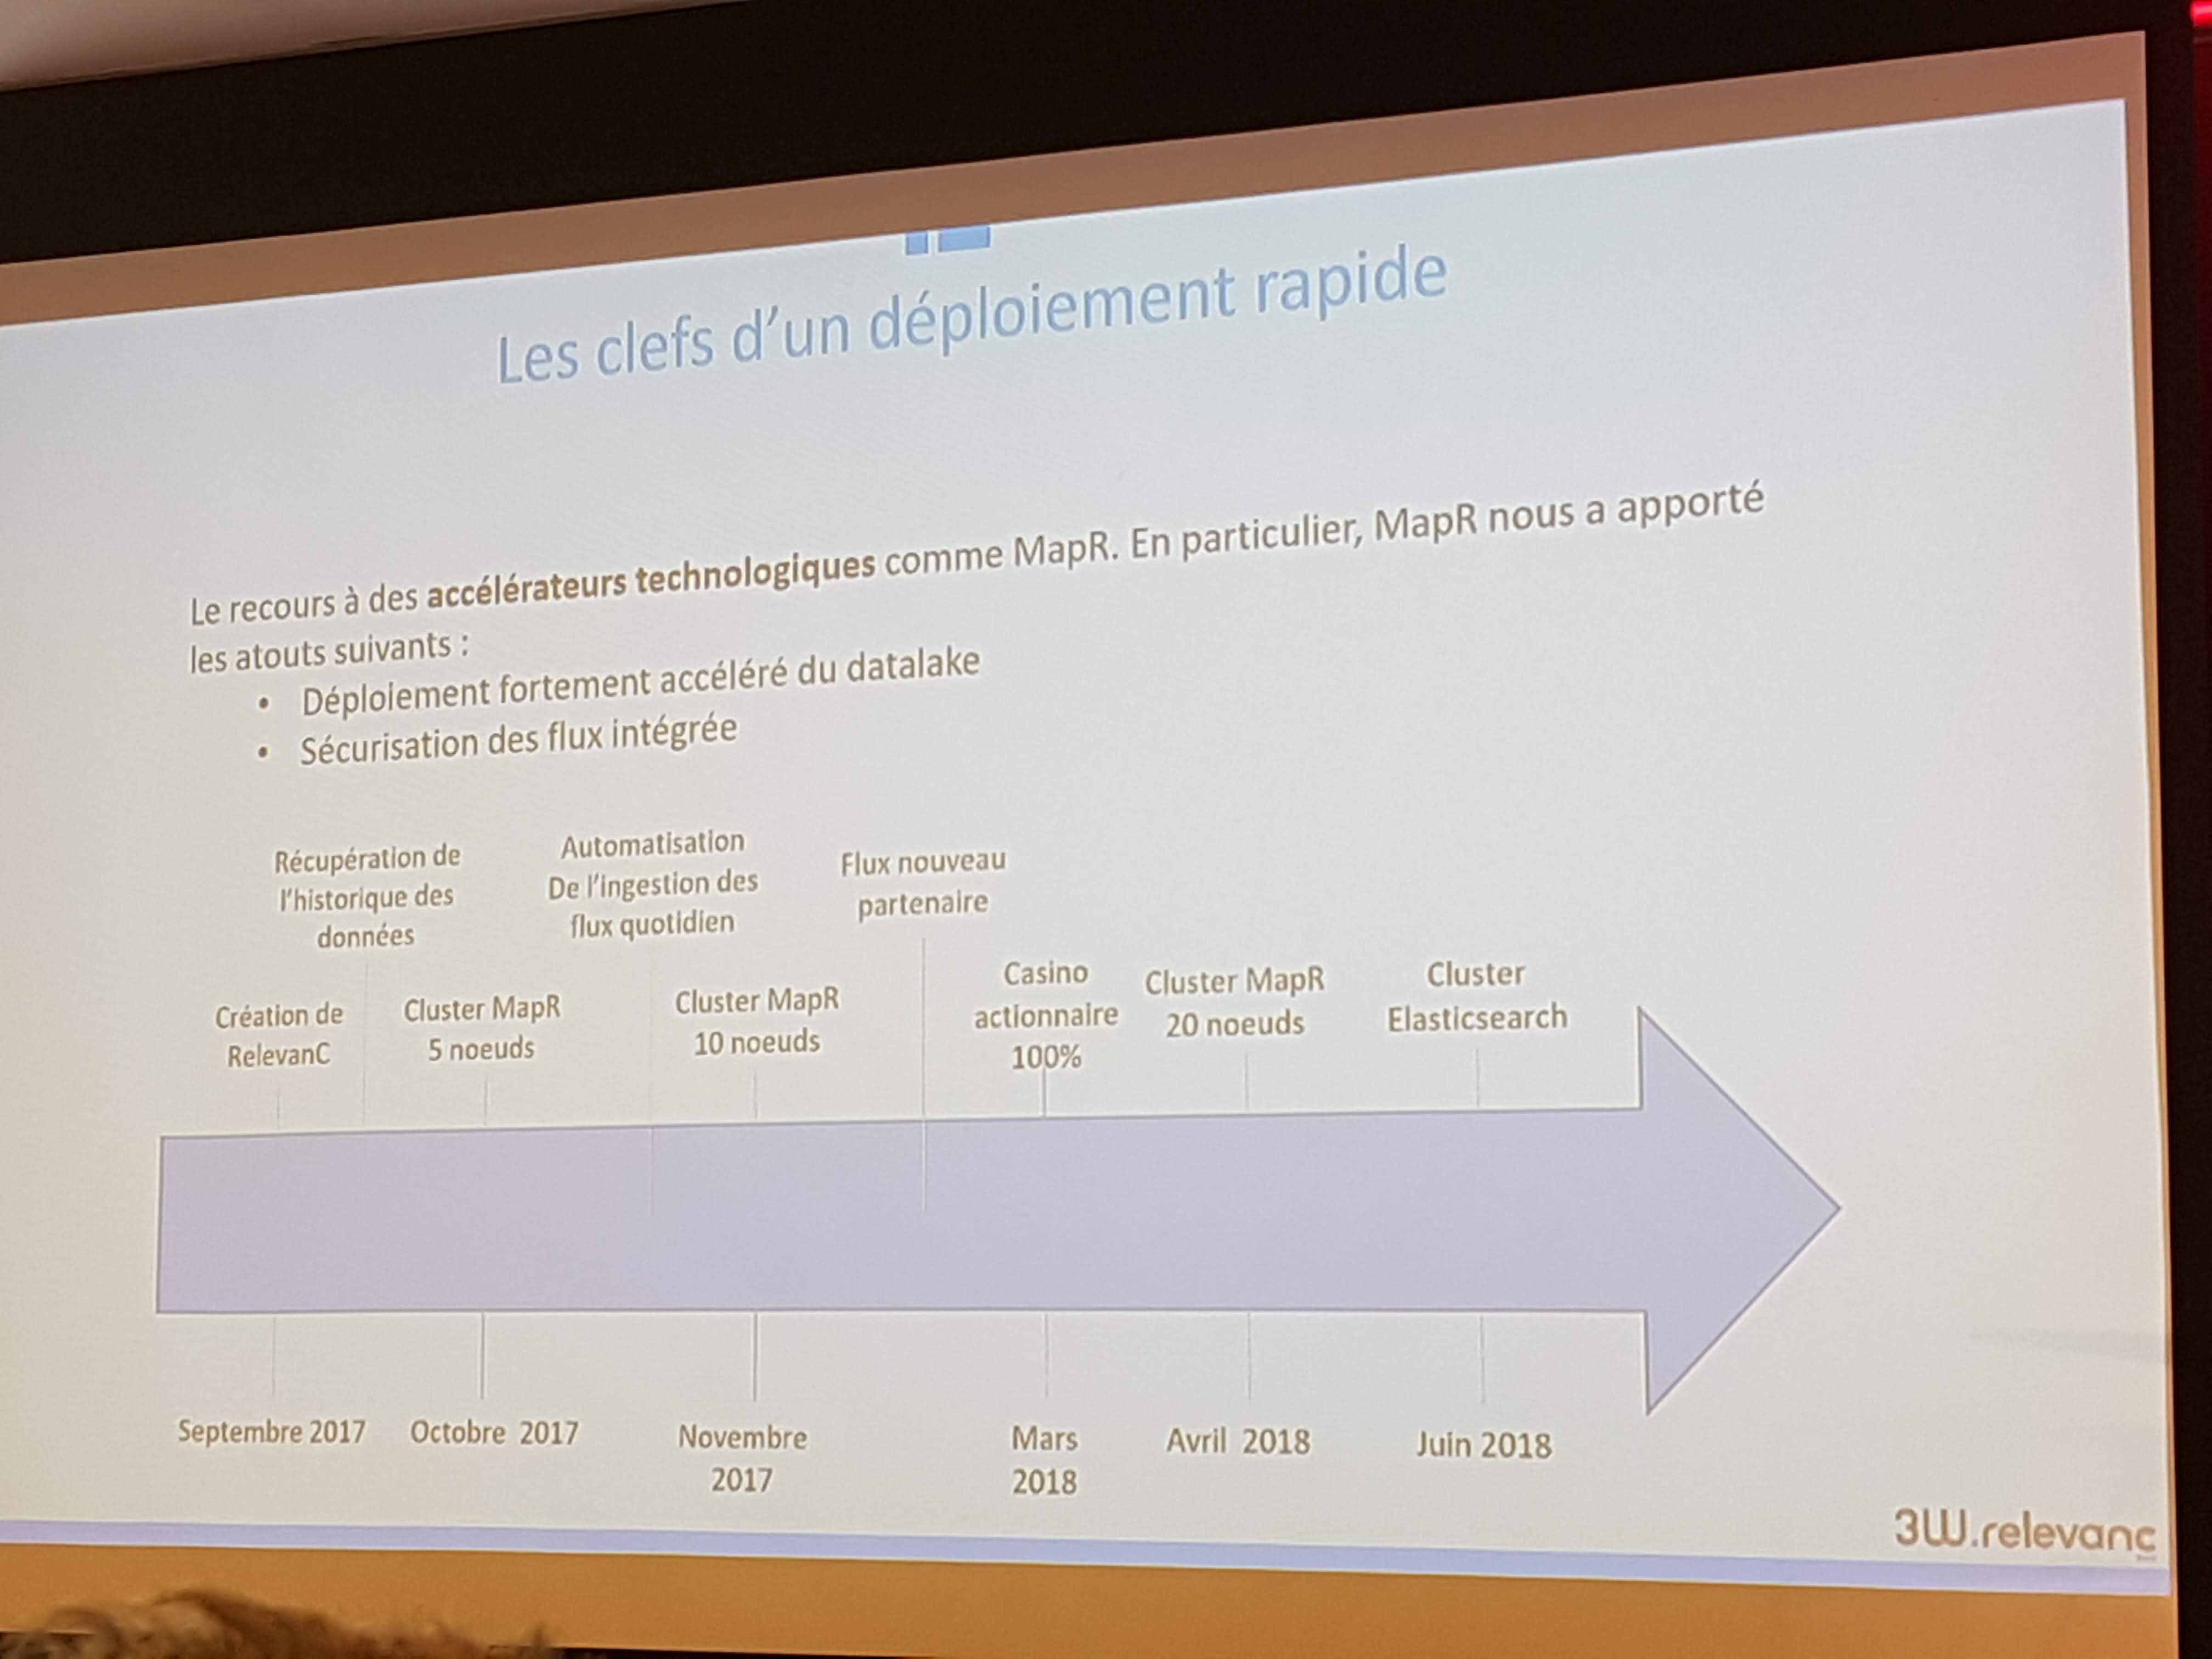 Les clefs d'un déploiement rapide
Le recours à des accélérateurs technologiques comme MapR. En particulier, MapR nous a apporté
les atouts suivants :
• Déploiement fortement accéléré du datalake
• Sécurisation des flux intégrée
Récupération de
l'historique des
données
Automatisation
De l'ingestion des
flux quotidien
Flux nouveau
partenaire
Création de
RelevanC
Cluster MapR
5 noeuds
Cluster MapR
10 noeuds
Casino
actionnaire
100%
Cluster MapR
20 noeuds
Cluster
Elasticsearch
Septembre 2017
Octobre 2017
Novembre
2017
Mars
2018
Avril 2018
Juin 2018
3W.relevanc